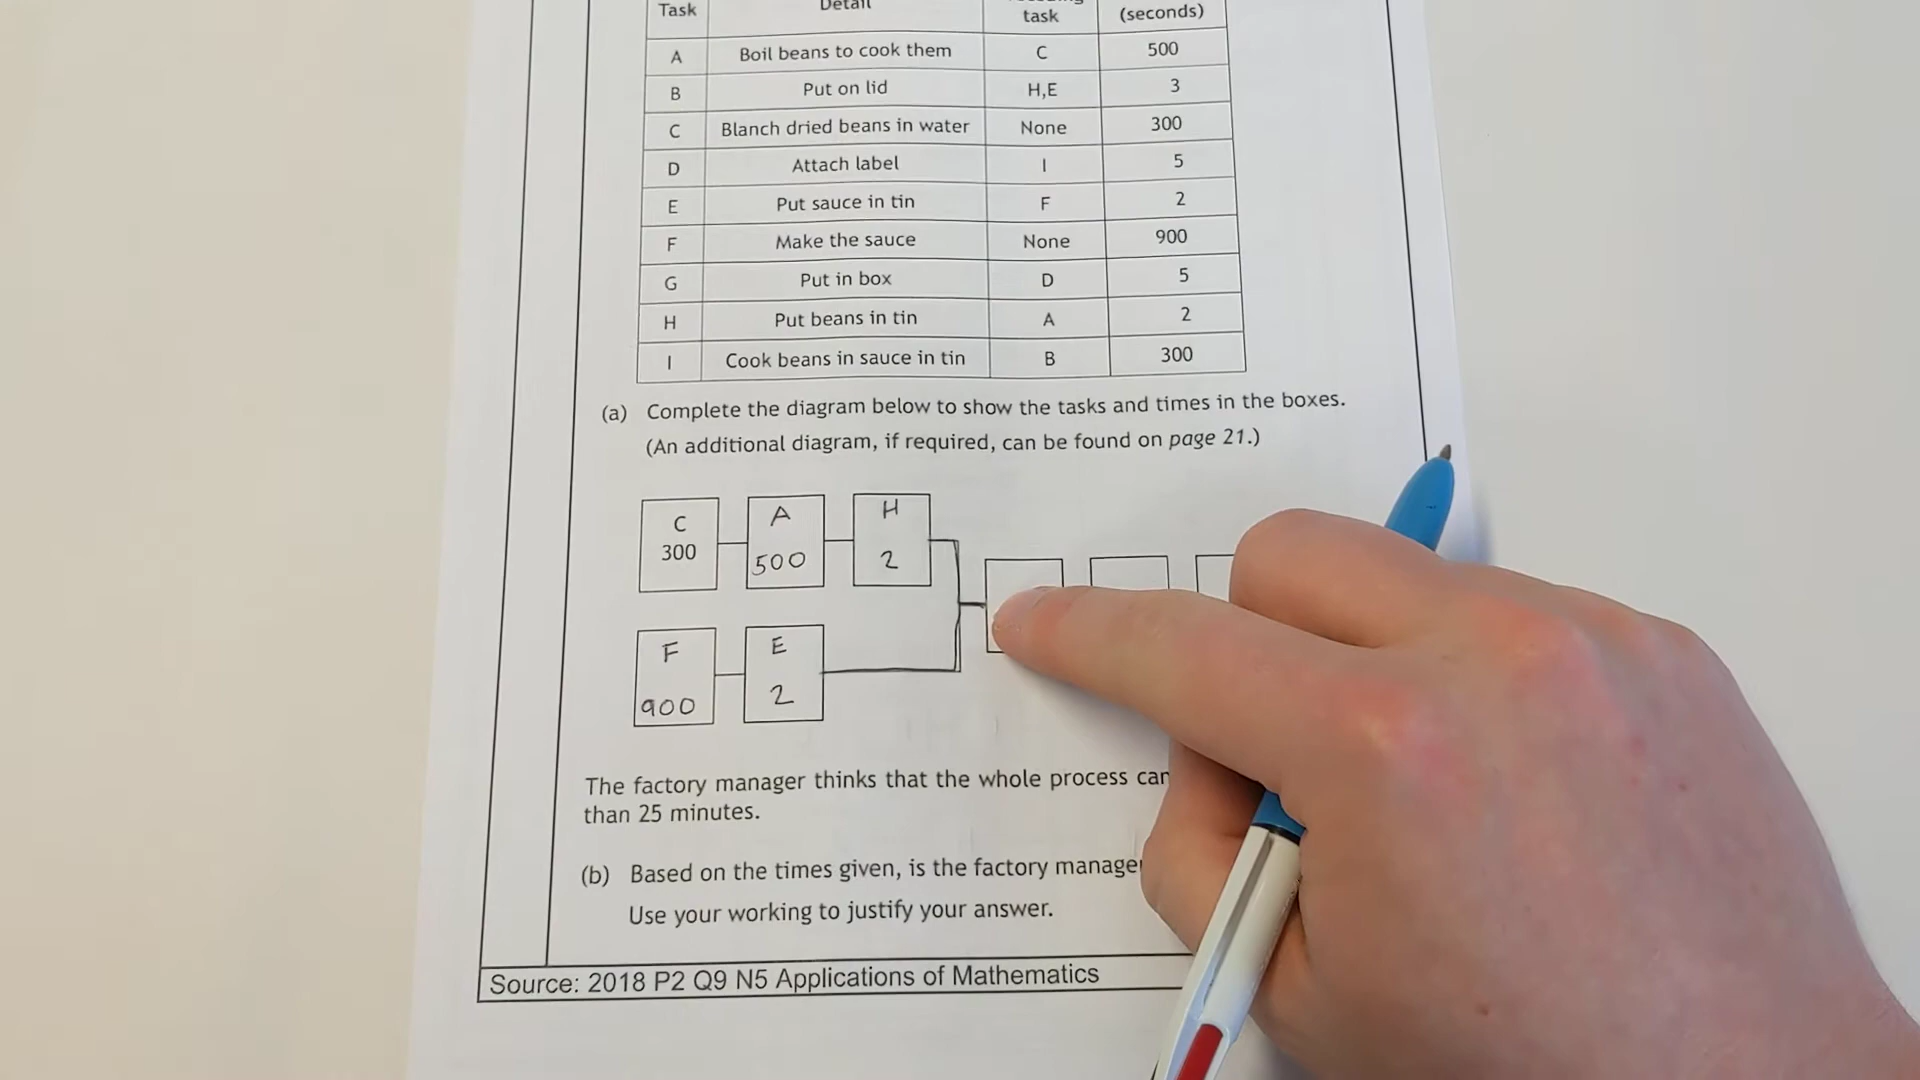 Task Detail task (seconds)
A Boil beans to cook them C 500
B Put on lid H,E 3
C Blanch dried beans in water None 300
D Attach label I 5
E Put sauce in tin F 2
F Make the sauce None 900
G Put in box D 5
H Put beans in tin A 2
I Cook beans in sauce in tin B 300
(a) Complete the diagram below to show the tasks and times in the boxes.
(An additional diagram, if required, can be found on page 21.)
C A H
300 500 2
F E
900 2
The factory manager thinks that the whole process can
than 25 minutes.
(b) Based on the times given, is the factory manager
Use your working to justify your answer.
Source: 2018 P2 Q9 N5 Applications of Mathematics